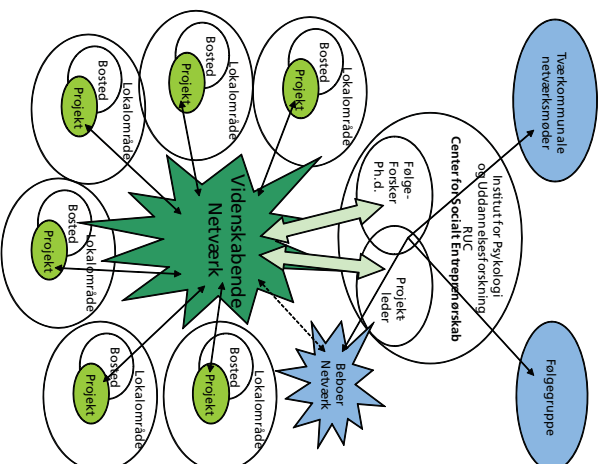 Tværkommunale
netværksmøder
Følgegruppe
Institut for Psykologi
og Uddannelsesforskning
RUC
Center for Socialt Entreprenørskab
Følge-
Forsker
Ph.d.
Projekt-
leder
Beboer
Netværk
Lokalområde
Bosted
Projekt
Videnskabende
Netværk
Lokalområde
Bosted
Projekt
Lokalområde
Bosted
Projekt
Lokalområde
Bosted
Projekt
Lokalområde
Bosted
Projekt
Lokalområde
Bosted
Projekt